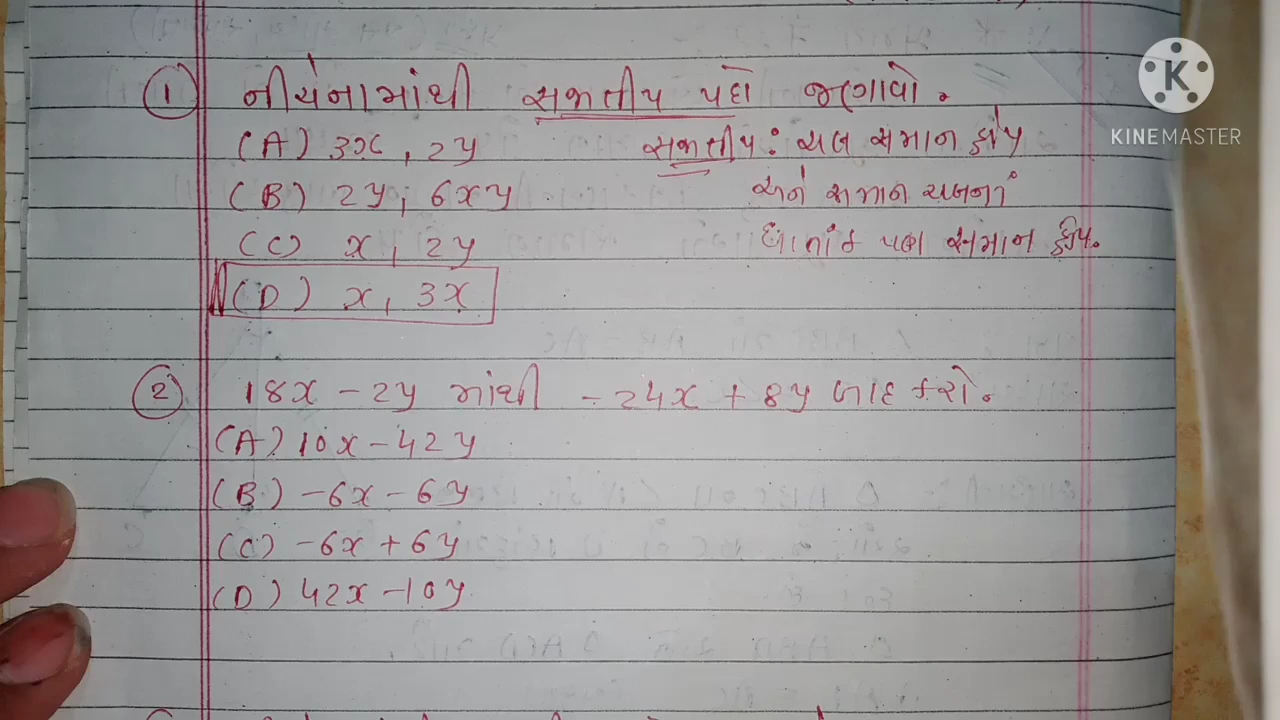 ① નીચેનામાંથી સજાતીય પદો જણાવો.
(A) 3x, 2y
સજાતીય : ચલ સમાન હોય
(B) 2y, 6xy
અને સમાન ચલનાં
(C) x, 2y
ઘાતાંક પણ સમાન હોય.
(D) x, 3x
② 18x - 2y માંથી - 24x + 8y બાદ કરો.
(A) 10x - 42y
(B) -6x - 6y
(C) -6x + 6y
(D) 42x - 10y
K
KINEMASTER